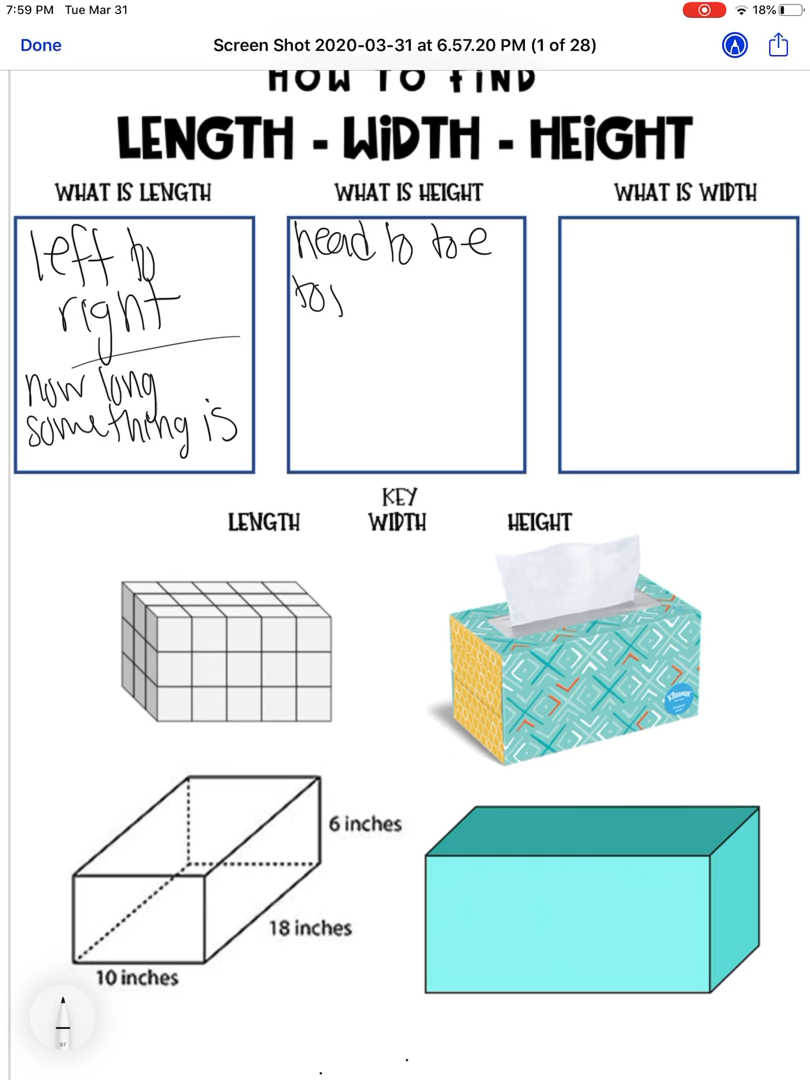 7:59 PM Tue Mar 31
18%
Done
Screen Shot 2020-03-31 at 6.57.20 PM (1 of 28)
HOW TO FIND
LENGTH - WIDTH - HEIGHT
WHAT IS LENGTH
WHAT IS HEIGHT
WHAT IS WIDTH
left to
right
how long
something is
head to toe
KEY
LENGTH WIDTH HEIGHT
Kleenex
6 inches
18 inches
10 inches
97